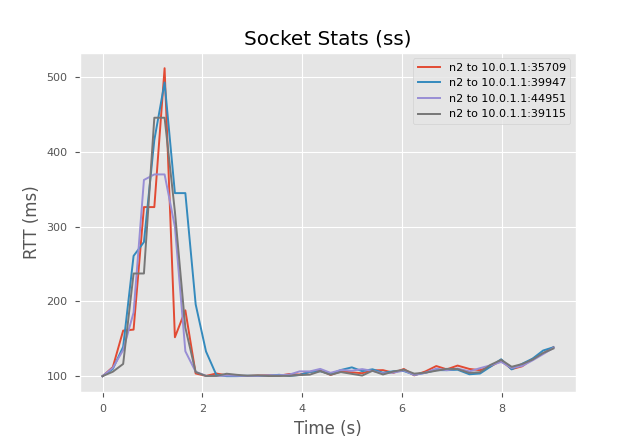 Socket Stats (ss)
n2 to 10.0.1.1:35709
n2 to 10.0.1.1:39947
n2 to 10.0.1.1:44951
n2 to 10.0.1.1:39115
500
400
300
200
100
RTT (ms)
0 2 4 6 8
Time (s)